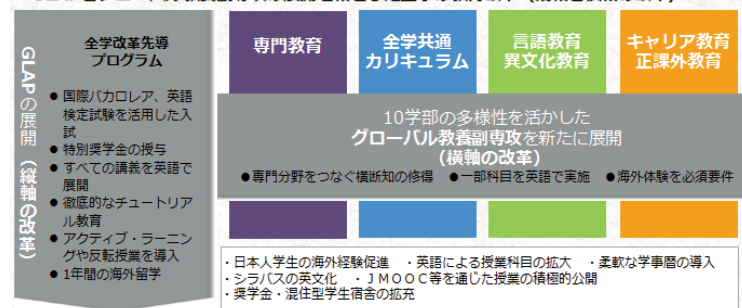 GLAPの展開 （縦軸の改革）
全学改革先導
プログラム
● 国際バカロレア、英語
検定試験を活用した入
試
● 特別奨学金の授与
● すべての講義を英語で
展開
● 徹底的なチュートリア
ル教育
● アクティブ・ラーニン
グや反転授業を導入
● 1年間の海外留学
専門教育
全学共通
カリキュラム
言語教育
異文化教育
キャリア教育
正課外教育
10学部の多様性を活かした
グローバル教養副専攻を新たに展開
(横軸の改革)
●専門分野をつなぐ横断知の修得 ●一部科目を英語で実施 ●海外体験を必須要件
・日本人学生の海外経験促進 ・英語による授業科目の拡大 ・柔軟な学事暦の導入
・シラバスの英文化 ・ＪＭＯＯＣ等を通じた授業の積極的公開
・奨学金・混住型学生宿舎の拡充